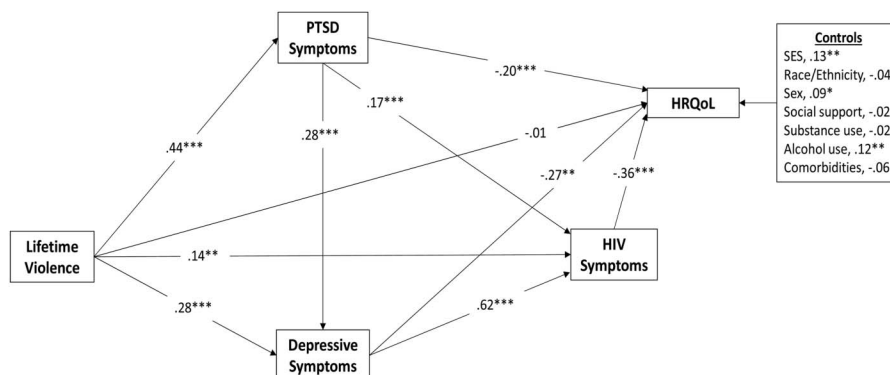 PTSD
Symptoms
Controls
SES, .13**
Race/Ethnicity, -.04
Sex, .09*
Social support, -.02
Substance use, -.02
Alcohol use, .12**
Comorbidities, -.06
-.20***
HRQoL
.17***
.28***
-.01
.44***
-.27**
-.36***
Lifetime
Violence
.14**
HIV
Symptoms
.28***
.62***
Depressive
Symptoms